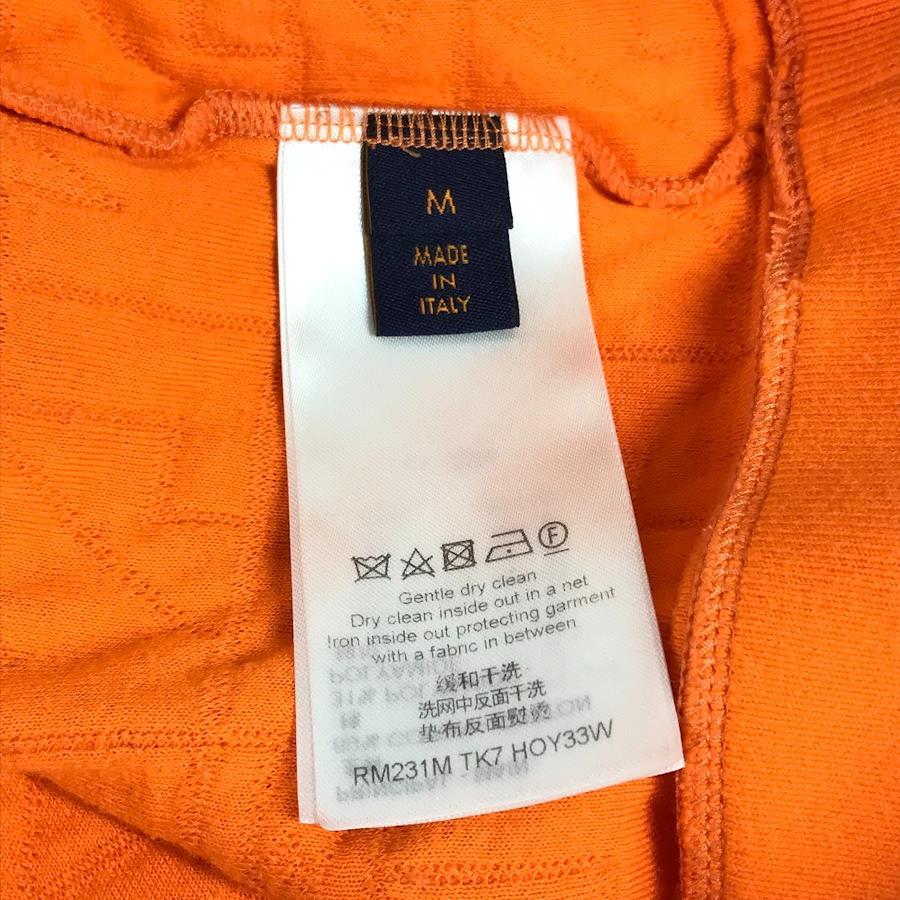 M
MADE
IN
ITALY
F
Gentle dry clean
Dry clean inside out in a net
Iron inside out protecting garment
with a fabric in between
缓和干洗
洗网中反面干洗
垫布反面熨烫
RM231M TK7 HOY33W